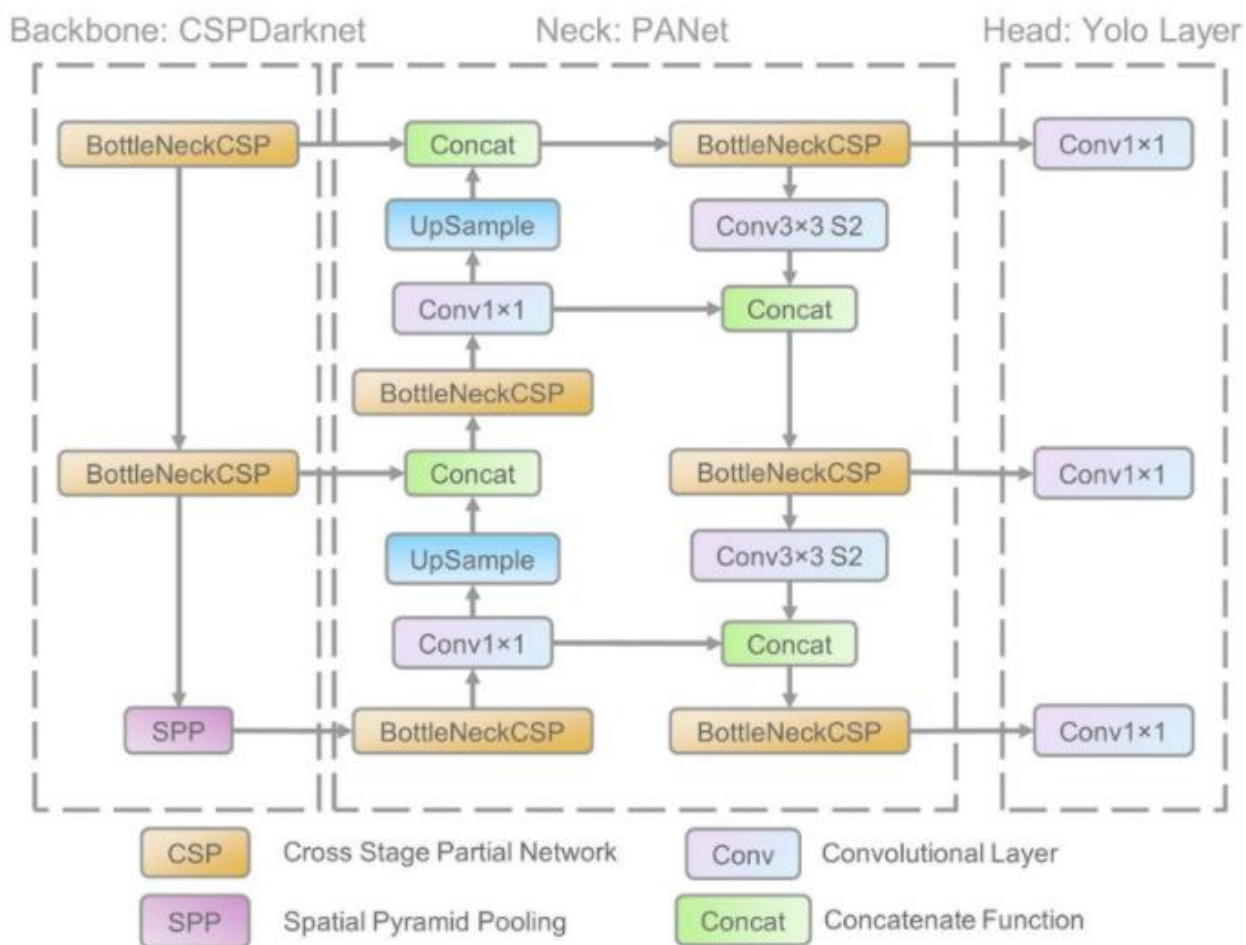 Backbone: CSPDarknet Neck: PANet Head: Yolo Layer
BottleNeckCSP Concat BottleNeckCSP Conv1×1
UpSample Conv3×3 S2
Conv1×1 Concat
BottleNeckCSP
BottleNeckCSP Concat BottleNeckCSP Conv1×1
UpSample Conv3×3 S2
Conv1×1 Concat
SPP BottleNeckCSP BottleNeckCSP Conv1×1
CSP Cross Stage Partial Network Conv Convolutional Layer
SPP Spatial Pyramid Pooling Concat Concatenate Function